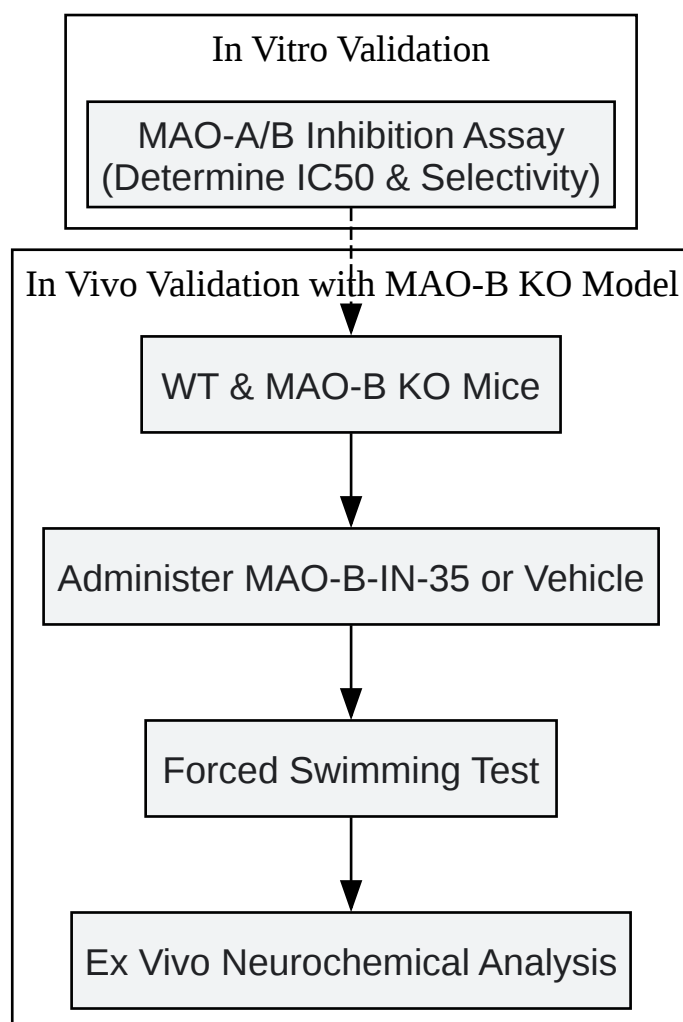 In Vitro Validation
MAO-A/B Inhibition Assay
(Determine IC50 & Selectivity)
In Vivo Validation with MAO-B KO Model
WT & MAO-B KO Mice
Administer MAO-B-IN-35 or Vehicle
Forced Swimming Test
Ex Vivo Neurochemical Analysis